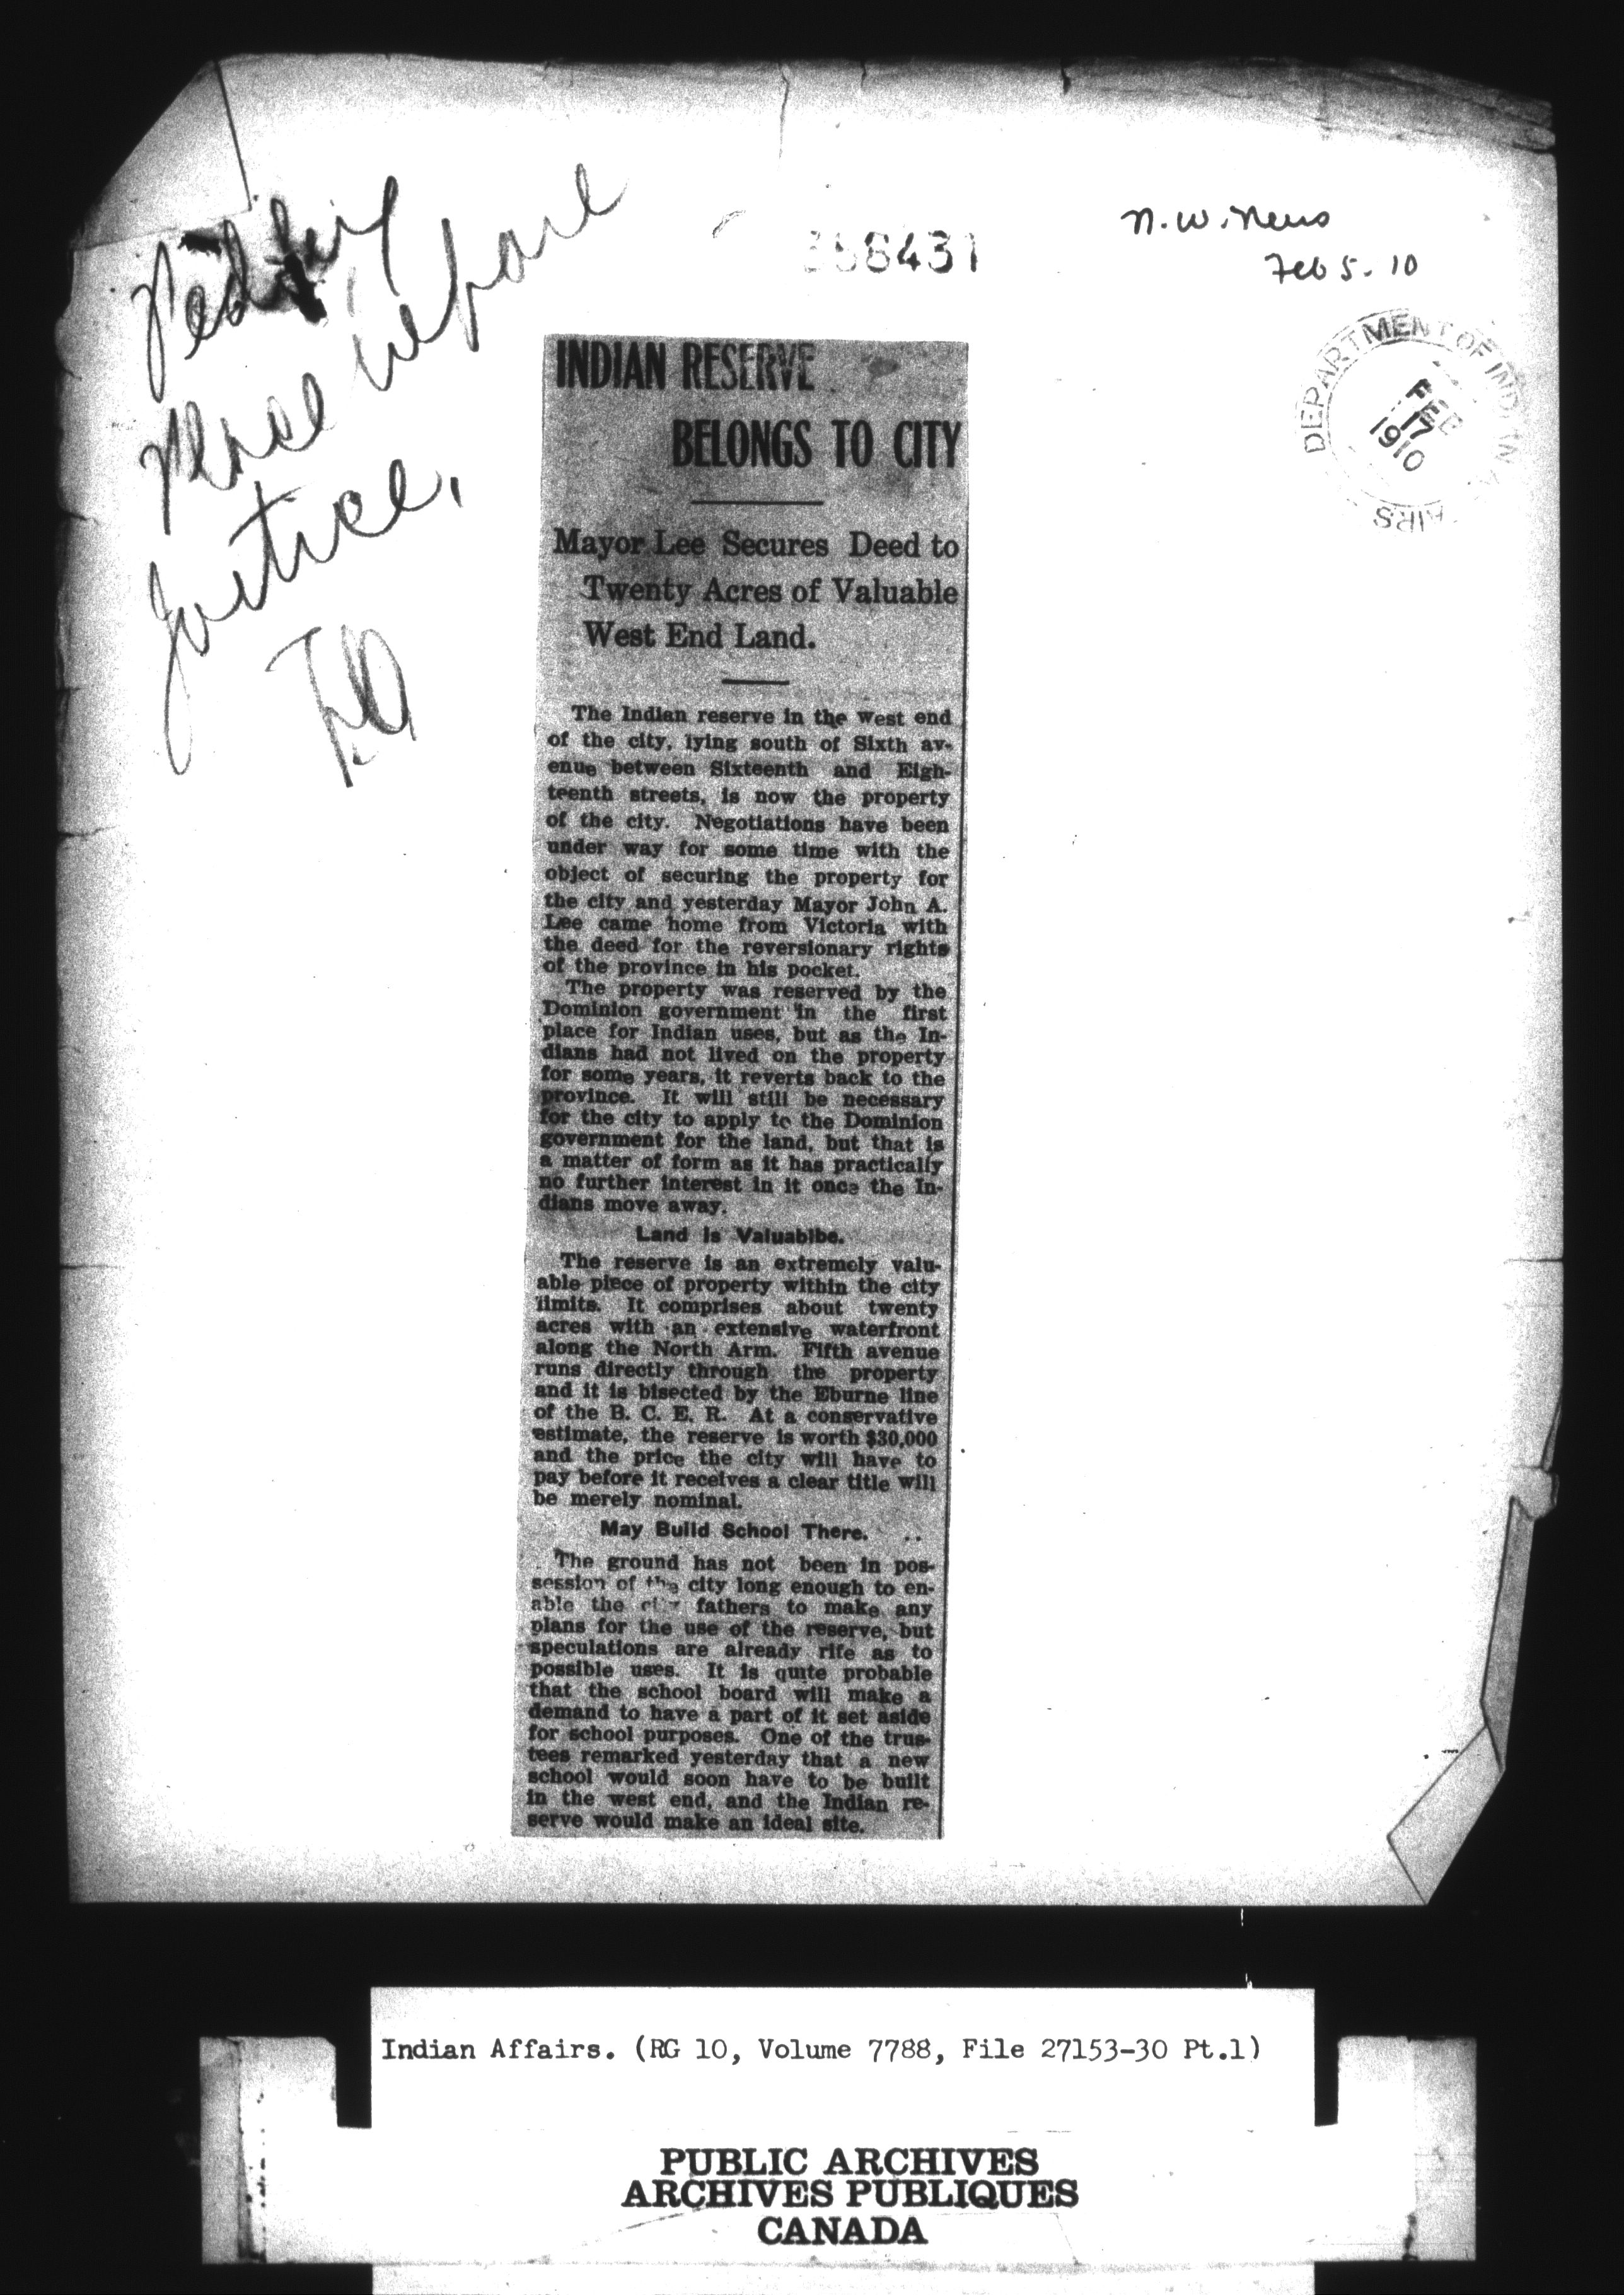 Place before
Justice.
358431
N.W. News
Feb 5. 10
DEPARTMENT OF INDIAN AFFAIRS
FEB
17
1910
INDIAN RESERVE
BELONGS TO CITY
Mayor Lee Secures Deed to
Twenty Acres of Valuable
West End Land.
The Indian reserve in the west end
of the city, lying south of Sixth av-
enue between Sixteenth and Eigh-
teenth streets, is now the property
of the city. Negotiations have been
under way for some time with the
object of securing the property for
the city and yesterday Mayor John A.
Lee came home from Victoria with
the deed for the reversionary rights
of the province in his pocket.
The property was reserved by the
Dominion government in the first
place for Indian uses, but as the In-
dians had not lived on the property
for some years, it reverts back to the
province. It will still be necessary
for the city to apply to the Dominion
government for the land, but that is
a matter of form as it has practically
no further interest in it once the In-
dians move away.
Land is Valuablbe.
The reserve is an extremely valu-
able piece of property within the city
limits. It comprises about twenty
acres with an extensive waterfront
along the North Arm. Fifth avenue
runs directly through the property
and it is bisected by the Eburne line
of the B. C. E. R. At a conservative
estimate, the reserve is worth $30,000
and the price the city will have to
pay before it receives a clear title will
be merely nominal.
May Build School There. ..
The ground has not been in pos-
session of the city long enough to en-
able the city fathers to make any
plans for the use of the reserve, but
speculations are already rife as to
possible uses. It is quite probable
that the school board will make a
demand to have a part of it set aside
for school purposes. One of the trus-
tees remarked yesterday that a new
school would soon have to be built
in the west end, and the Indian re-
serve would make an ideal site.
Indian Affairs. (RG 10, Volume 7788, File 27153-30 Pt.1)
PUBLIC ARCHIVES
ARCHIVES PUBLIQUES
CANADA